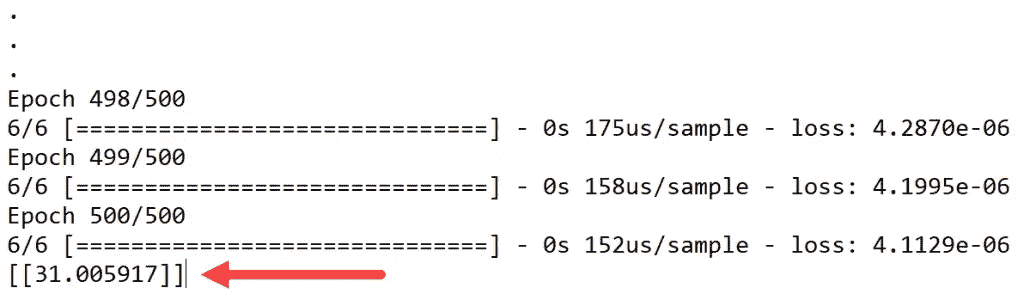 .
.
.
Epoch 498/500
6/6 [==============================] - 0s 175us/sample - loss: 4.2870e-06
Epoch 499/500
6/6 [==============================] - 0s 158us/sample - loss: 4.1995e-06
Epoch 500/500
6/6 [==============================] - 0s 152us/sample - loss: 4.1129e-06
[[31.005917]]